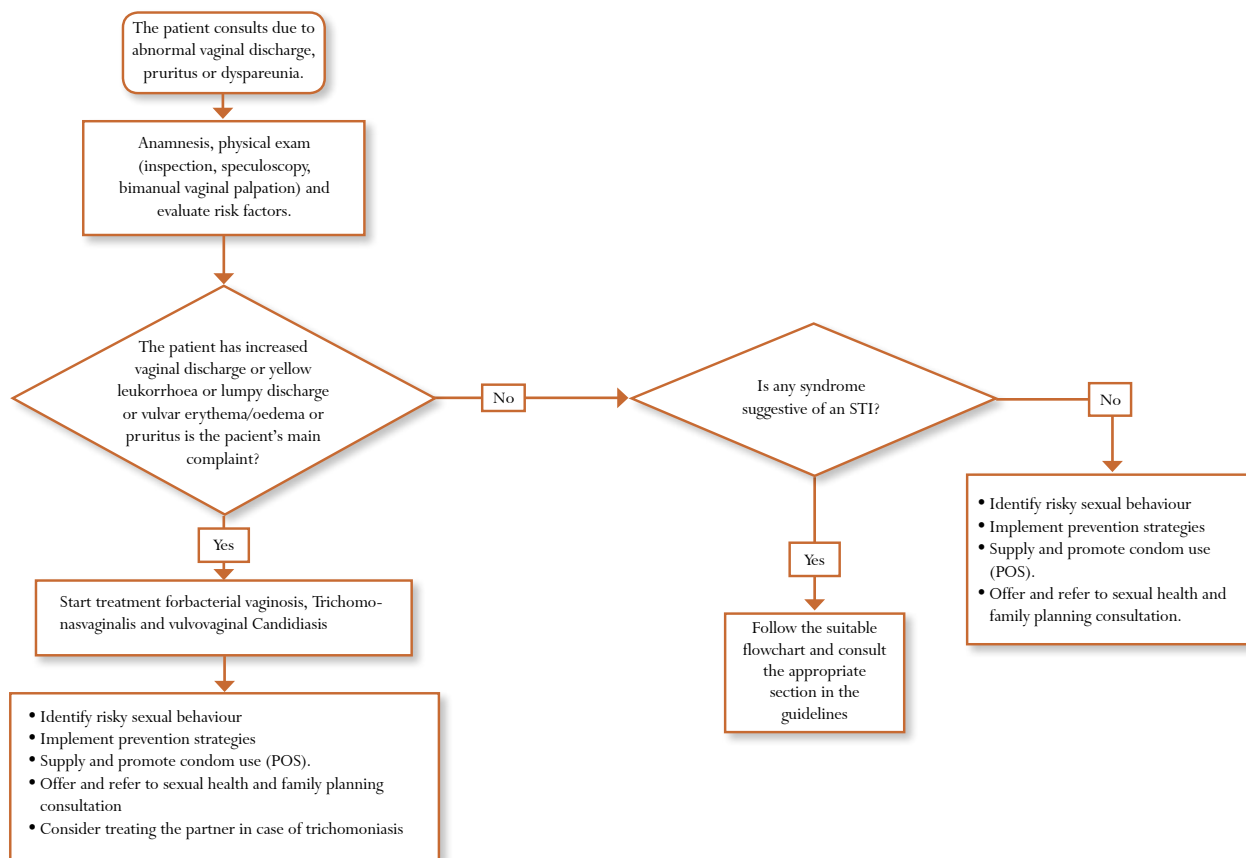 The patient consults due to
abnormal vaginal discharge,
pruritus or dyspareunia.
Anamnesis, physical exam
(inspection, speculoscopy,
bimanual vaginal palpation) and
evaluate risk factors.
The patient has increased
vaginal discharge or yellow
leukorrhoea or lumpy discharge
or vulvar erythema/oedema or
pruritus is the pacient's main
complaint?
No
Is any syndrome
suggestive of an STI?
No
• Identify risky sexual behaviour
• Implement prevention strategies
• Supply and promote condom use
(POS).
• Offer and refer to sexual health and
family planning consultation.
Yes
Follow the suitable
flowchart and consult
the appropriate
section in the
guidelines
Yes
Start treatment forbacterial vaginosis, Trichomo-
nasvaginalis and vulvovaginal Candidiasis
• Identify risky sexual behaviour
• Implement prevention strategies
• Supply and promote condom use (POS).
• Offer and refer to sexual health and family planning
consultation
• Consider treating the partner in case of trichomoniasis